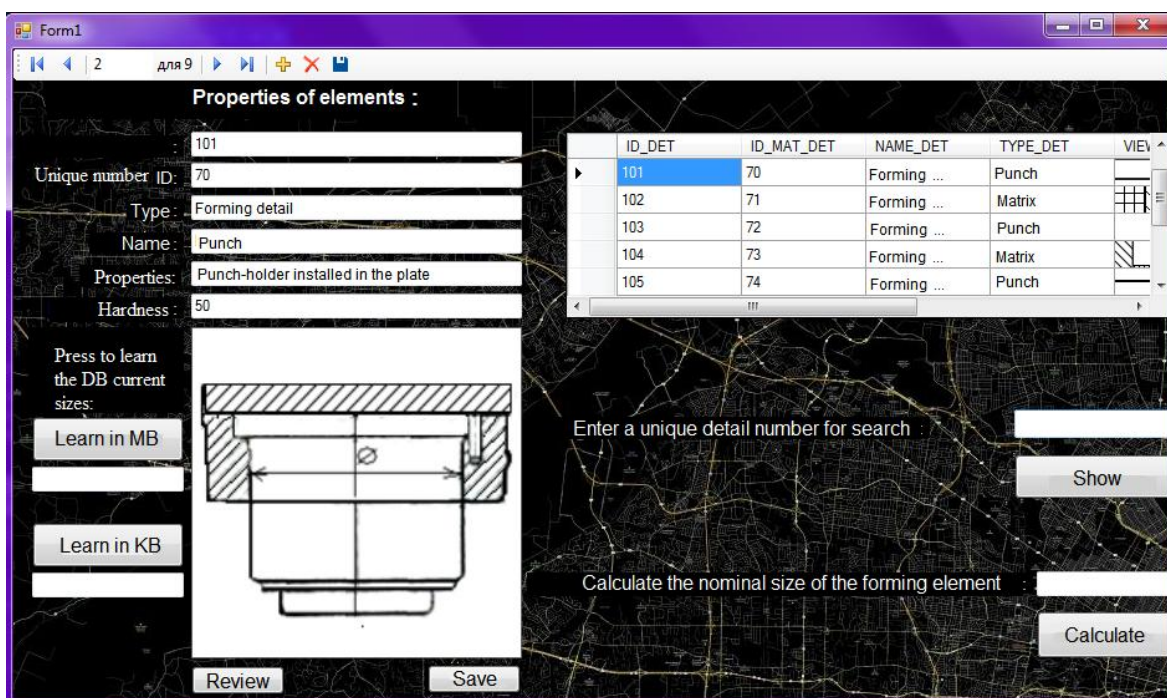 Form1
2 для 9
Properties of elements :
: 101
Unique number ID: 70
Type : Forming detail
Name : Punch
Properties: Punch-holder installed in the plate
Hardness : 50
ID_DET ID_MAT_DET NAME_DET TYPE_DET VIEW
101 70 Forming ... Punch
102 71 Forming ... Matrix
103 72 Forming ... Punch
104 73 Forming ... Matrix
105 74 Forming ... Punch
Press to learn
the DB current
sizes:
Learn in MB
Learn in KB
Ø
Review Save
Enter a unique detail number for search :
Show
Calculate the nominal size of the forming element : :
Calculate